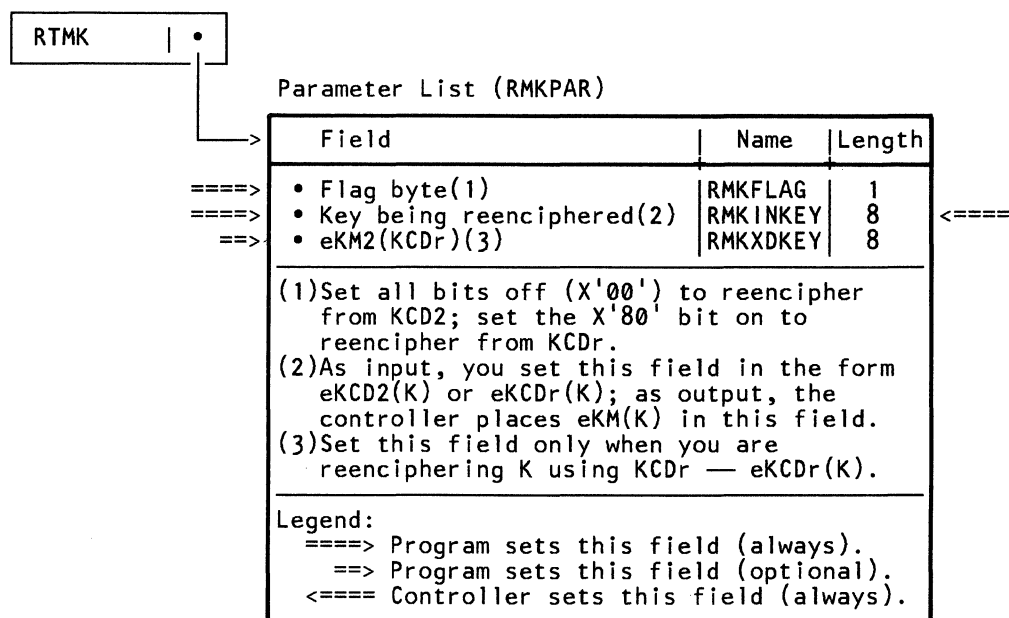 RTMK | •
Parameter List (RMKPAR)
Field | Name |Length
====> • Flag byte(1) |RMKFLAG | 1
====> • Key being reenciphered(2) |RMKINKEY| 8 <====
==> • eKM2(KCDr)(3) |RMKXDKEY| 8
(1)Set all bits off (X'00') to reencipher
from KCD2; set the X'80' bit on to
reencipher from KCDr.
(2)As input, you set this field in the form
eKCD2(K) or eKCDr(K); as output, the
controller places eKM(K) in this field.
(3)Set this field only when you are
reenciphering K using KCDr — eKCDr(K).
Legend:
====> Program sets this field (always).
==> Program sets this field (optional).
<==== Controller sets this field (always).